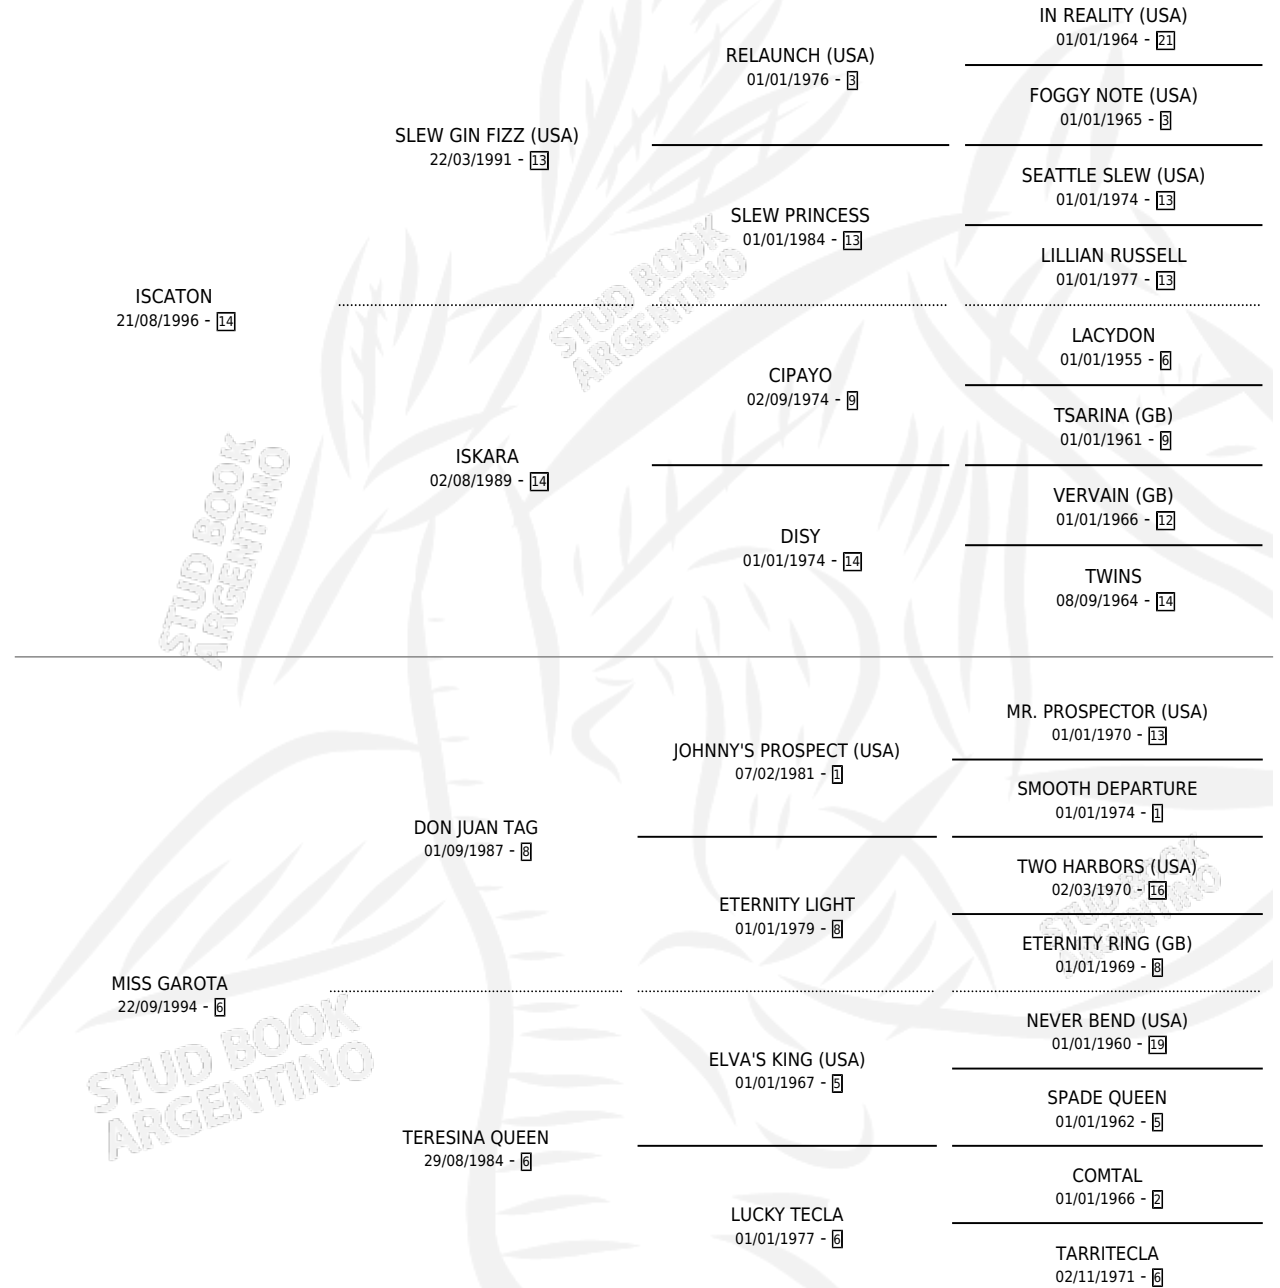 IN REALITY (USA)
01/01/1964 - 21
RELAUNCH (USA)
01/01/1976 - 3
FOGGY NOTE (USA)
01/01/1965 - 3
SLEW GIN FIZZ (USA)
22/03/1991 - 13
SEATTLE SLEW (USA)
01/01/1974 - 13
SLEW PRINCESS
01/01/1984 - 13
LILLIAN RUSSELL
01/01/1977 - 13
ISCATON
21/08/1996 - 14
STUD BOOK
ARGENTINO
LACYDON
01/01/1955 - 6
CIPAYO
02/09/1974 - 9
TSARINA (GB)
01/01/1961 - 9
ISKARA
02/08/1989 - 14
VERVAIN (GB)
01/01/1966 - 12
DISY
01/01/1974 - 14
TWINS
08/09/1964 - 14
STUD BOOK
ARGENTINO
MR. PROSPECTOR (USA)
01/01/1970 - 13
JOHNNY'S PROSPECT (USA)
07/02/1981 - 1
SMOOTH DEPARTURE
01/01/1974 - 1
DON JUAN TAG
01/09/1987 - 8
TWO HARBORS (USA)
02/03/1970 - 16
ETERNITY LIGHT
01/01/1979 - 8
STUD BOOK
ARGENTINO
ETERNITY RING (GB)
01/01/1969 - 8
MISS GAROTA
22/09/1994 - 6
NEVER BEND (USA)
01/01/1960 - 19
ELVA'S KING (USA)
01/01/1967 - 5
STUD BOOK
ARGENTINO
SPADE QUEEN
01/01/1962 - 5
TERESINA QUEEN
29/08/1984 - 6
COMTAL
01/01/1966 - 2
LUCKY TECLA
01/01/1977 - 6
TARRITECLA
02/11/1971 - 6